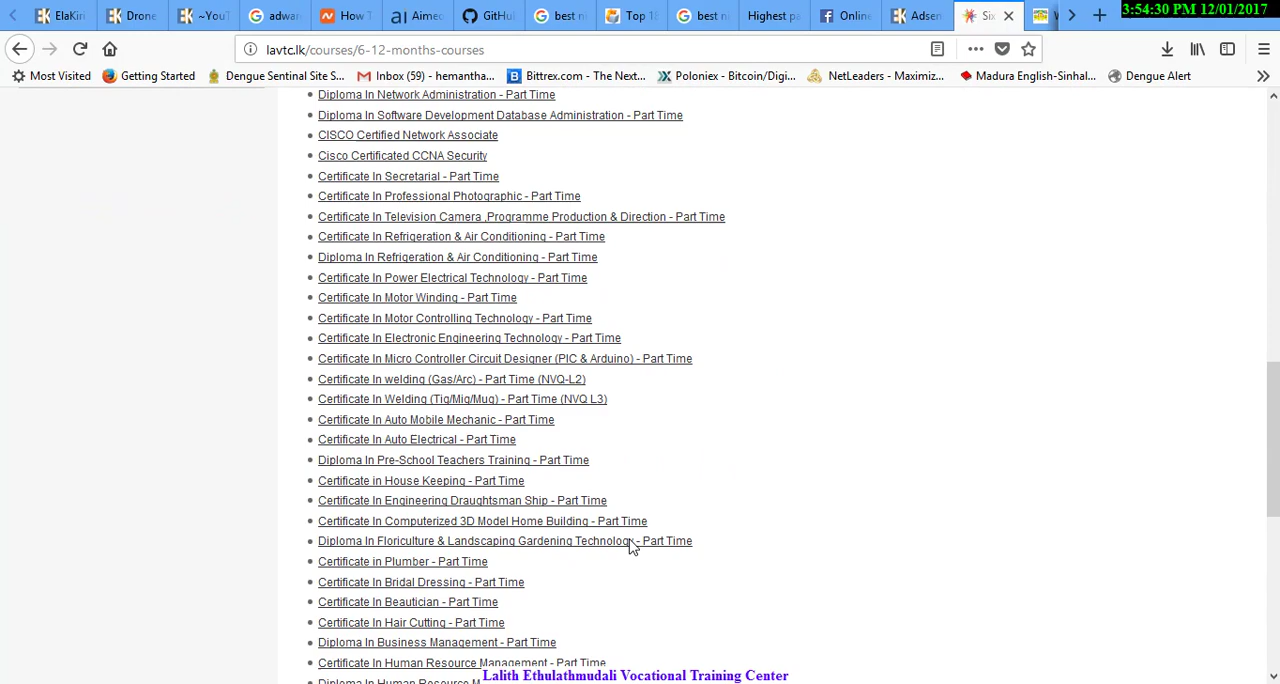 ElaKiri
Drone
~YouT
adwar
How T
Aimeo
GitHu
best ni
Top 18
best ni
Highest pa
Online
Adsen
Six
3:54:30 PM 12/01/2017
lavtc.lk/courses/6-12-months-courses
Most Visited
Getting Started
Dengue Sentinal Site S...
Inbox (59) - hemantha...
Bittrex.com - The Next...
Poloniex - Bitcoin/Digi...
NetLeaders – Maximiz...
Madura English-Sinhal...
Dengue Alert
Diploma In Network Administration - Part Time
Diploma In Software Development Database Administration - Part Time
CISCO Certified Network Associate
Cisco Certificated CCNA Security
Certificate In Secretarial - Part Time
Certificate In Professional Photographic - Part Time
Certificate In Television Camera ,Programme Production & Direction - Part Time
Certificate In Refrigeration & Air Conditioning - Part Time
Diploma In Refrigeration & Air Conditioning - Part Time
Certificate In Power Electrical Technology - Part Time
Certificate In Motor Winding - Part Time
Certificate In Motor Controlling Technology - Part Time
Certificate In Electronic Engineering Technology - Part Time
Certificate In Micro Controller Circuit Designer (PIC & Arduino) - Part Time
Certificate In welding (Gas/Arc) - Part Time (NVQ-L2)
Certificate In Welding (Tig/Mig/Mug) - Part Time (NVQ L3)
Certificate In Auto Mobile Mechanic - Part Time
Certificate In Auto Electrical - Part Time
Diploma In Pre-School Teachers Training - Part Time
Certificate in House Keeping - Part Time
Certificate In Engineering Draughtsman Ship - Part Time
Certificate In Computerized 3D Model Home Building - Part Time
Diploma In Floriculture & Landscaping Gardening Technology - Part Time
Certificate in Plumber - Part Time
Certificate In Bridal Dressing - Part Time
Certificate In Beautician - Part Time
Certificate In Hair Cutting - Part Time
Diploma In Business Management - Part Time
Certificate In Human Resource Management - Part Time
Diploma In Human Resource M
Lalith Ethulathmudali Vocational Training Center